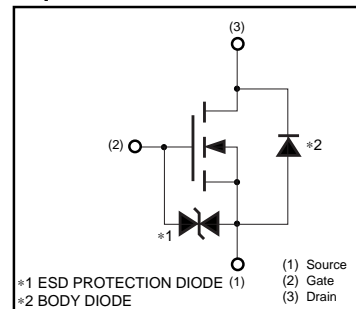 (3)
(2)
∗2
∗1
∗1 ESD PROTECTION DIODE
∗2 BODY DIODE
(1)
(1) Source
(2) Gate
(3) Drain